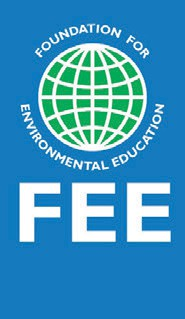 FOUNDATION FOR
ENVIRONMENTAL EDUCATION
FEE